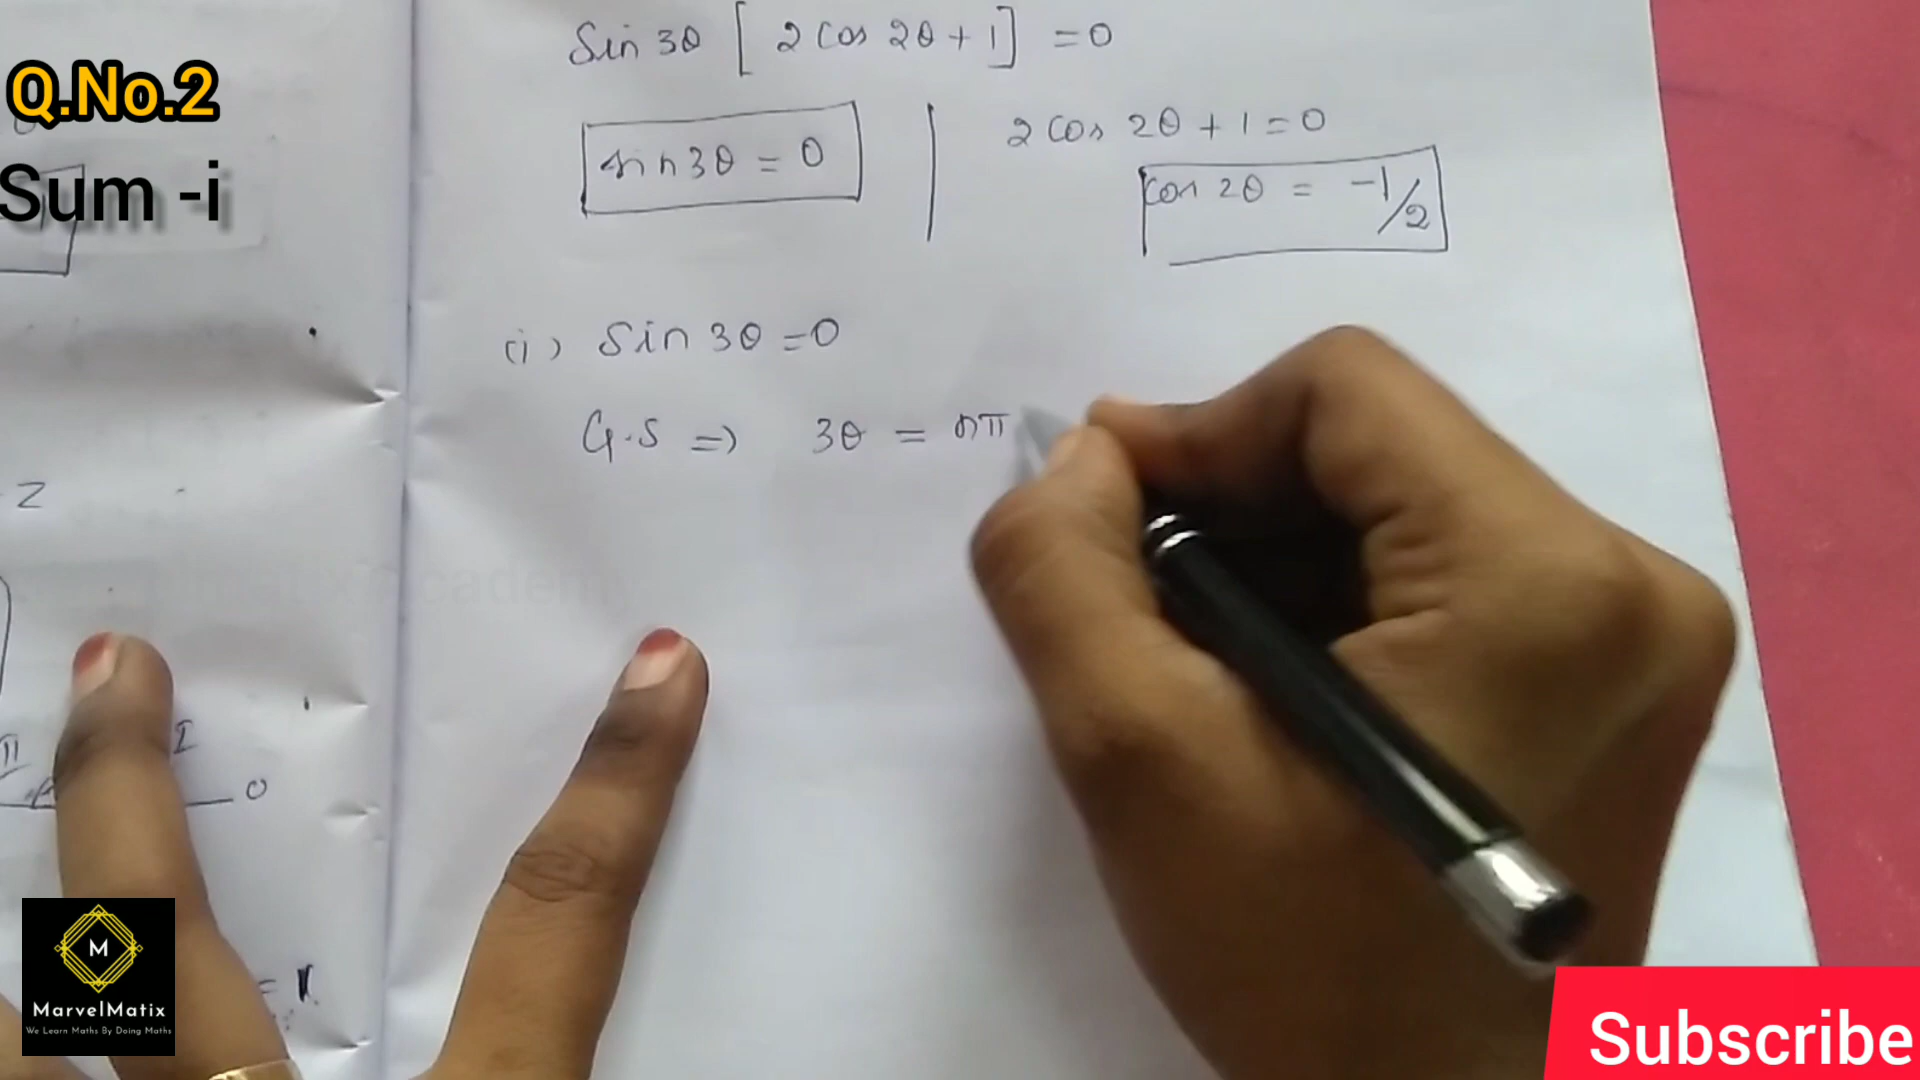 Q.No.2
Sum -i
Sin 3θ [ 2 cos 2θ + 1 ] = 0
sin 3θ = 0
2 cos 2θ + 1 = 0
cos 2θ = -1/2
(i) Sin 3θ = 0
G.S ⇒ 3θ = nπ
Z
π
I
0
M
MarvelMatix
We Learn Maths By Doing Maths
Subscribe